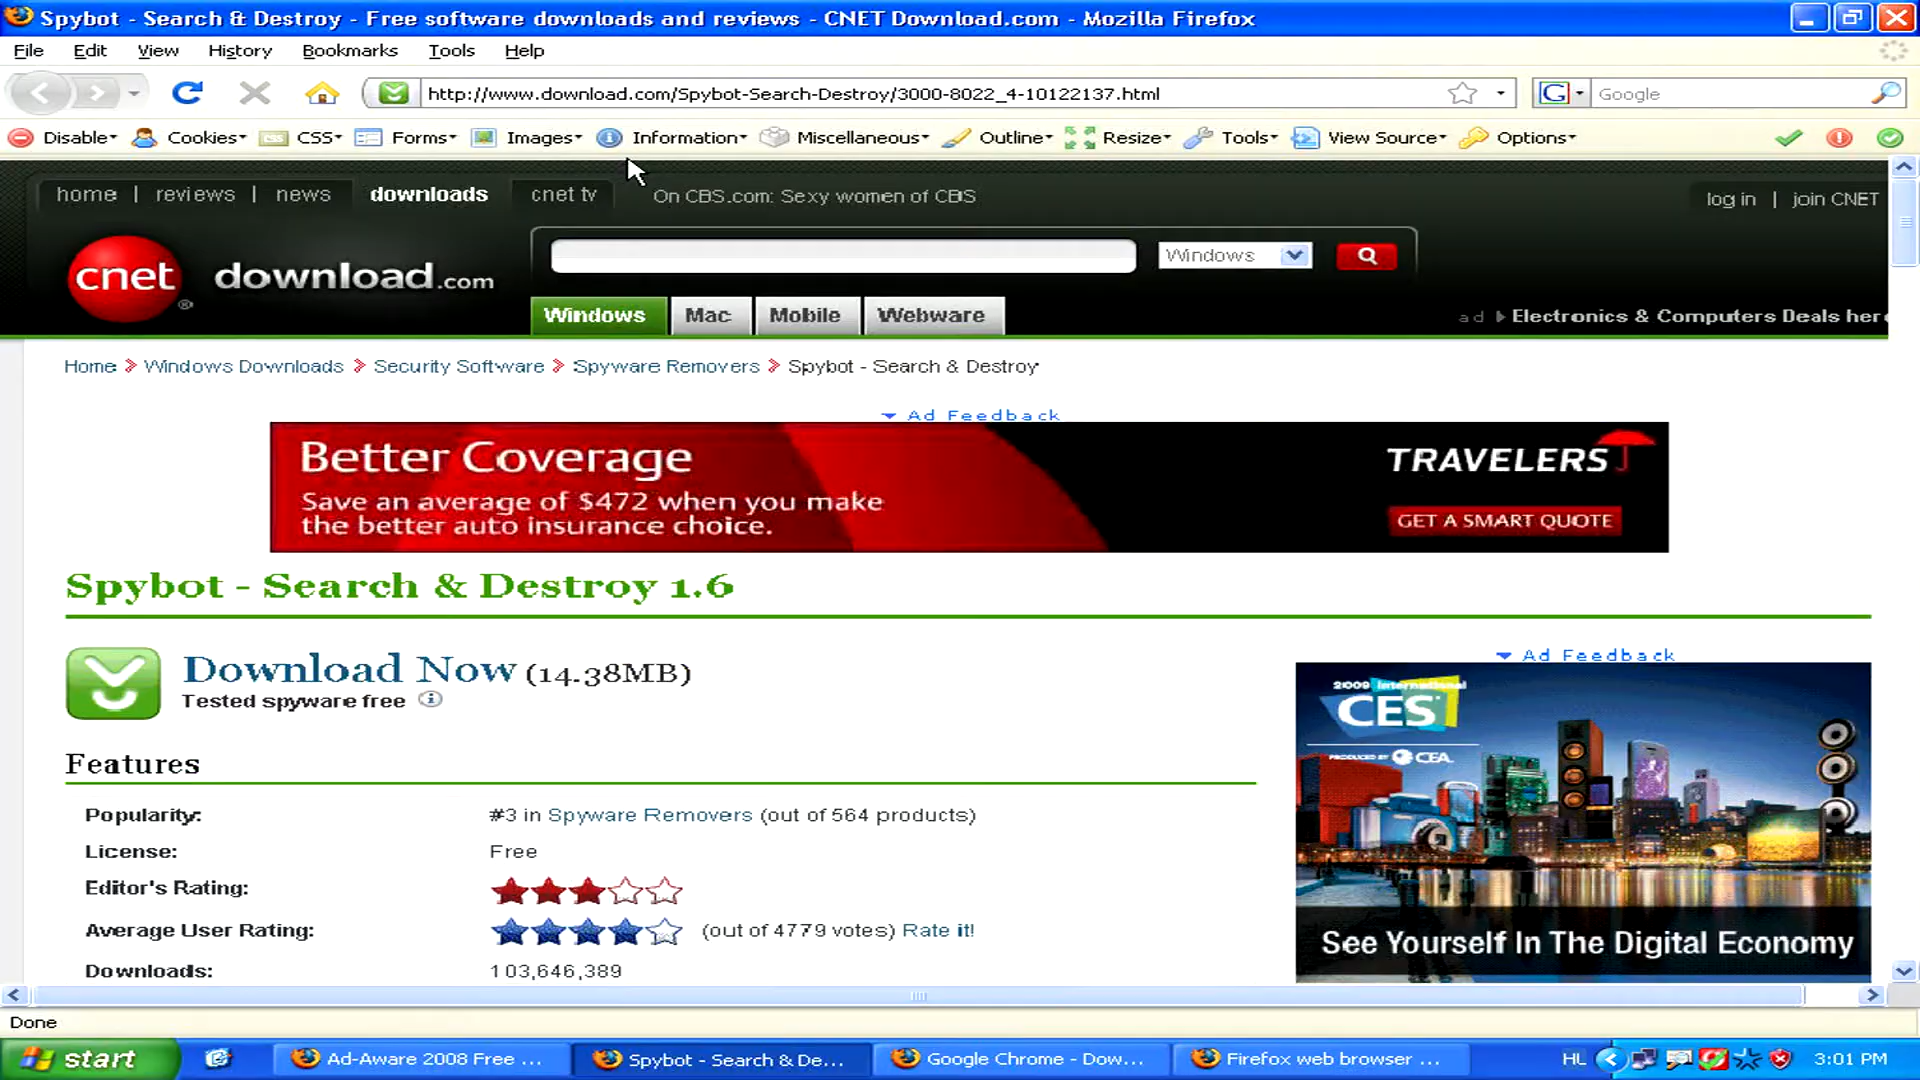 Spybot - Search & Destroy - Free software downloads and reviews - CNET Download.com - Mozilla Firefox
File Edit View History Bookmarks Tools Help
http://www.download.com/Spybot-Search-Destroy/3000-8022_4-10122137.html
G Google
Disable Cookies CSS Forms Images Information Miscellaneous Outline Resize Tools View Source Options
home | reviews | news downloads cnet tv On CBS.com: Sexy women of CBS
log in | join CNET
cnet ® download.com
Windows
Windows Mac Mobile Webware
ad Electronics & Computers Deals here
Home Windows Downloads Security Software Spyware Removers Spybot - Search & Destroy
Ad Feedback
Better Coverage
Save an average of $472 when you make
the better auto insurance choice.
TRAVELERS
GET A SMART QUOTE
Spybot - Search & Destroy 1.6
Download Now (14.38MB)
Tested spyware free
Features
Popularity: #3 in Spyware Removers (out of 564 products)
License: Free
Editor's Rating:
Average User Rating: (out of 4779 votes) Rate it!
Downloads: 103,646,389
Ad Feedback
2009 International
CES
PRODUCED BY CEA
See Yourself In The Digital Economy
Done
start
Ad-Aware 2008 Free ...
Spybot - Search & De...
Google Chrome - Dow...
Firefox web browser ...
HL
3:01 PM